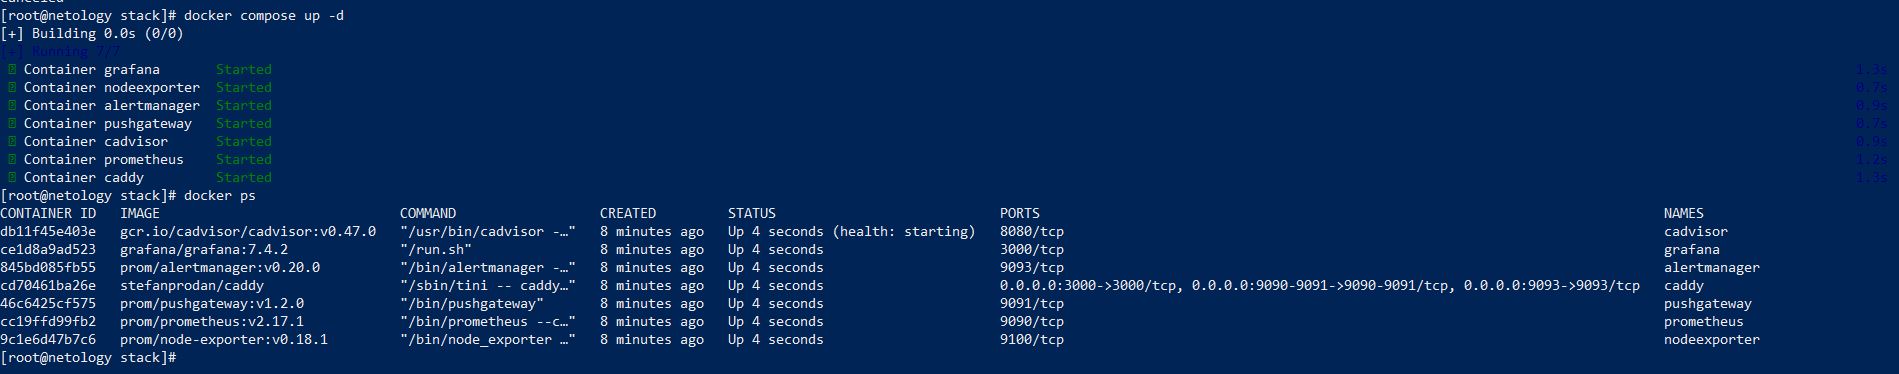 [root@netology stack]# docker compose up -d
[+] Building 0.0s (0/0)
[+] Running 7/7
Container grafana Started 1.3s
Container nodeexporter Started 0.7s
Container alertmanager Started 0.9s
Container pushgateway Started 0.7s
Container cadvisor Started 0.9s
Container prometheus Started 1.2s
Container caddy Started 1.3s
[root@netology stack]# docker ps
CONTAINER ID IMAGE COMMAND CREATED STATUS PORTS NAMES
db11f45e403e gcr.io/cadvisor/cadvisor:v0.47.0 "/usr/bin/cadvisor -…" 8 minutes ago Up 4 seconds (health: starting) 8080/tcp cadvisor
ce1d8a9ad523 grafana/grafana:7.4.2 "/run.sh" 8 minutes ago Up 4 seconds 3000/tcp grafana
845bd085fb55 prom/alertmanager:v0.20.0 "/bin/alertmanager -…" 8 minutes ago Up 4 seconds 9093/tcp alertmanager
cd70461ba26e stefanprodan/caddy "/sbin/tini -- caddy…" 8 minutes ago Up 4 seconds 0.0.0.0:3000->3000/tcp, 0.0.0.0:9090-9091->9090-9091/tcp, 0.0.0.0:9093->9093/tcp caddy
46c6425cf575 prom/pushgateway:v1.2.0 "/bin/pushgateway" 8 minutes ago Up 4 seconds 9091/tcp pushgateway
cc19ffd99fb2 prom/prometheus:v2.17.1 "/bin/prometheus --c…" 8 minutes ago Up 4 seconds 9090/tcp prometheus
9c1e6d47b7c6 prom/node-exporter:v0.18.1 "/bin/node_exporter …" 8 minutes ago Up 4 seconds 9100/tcp nodeexporter
[root@netology stack]#